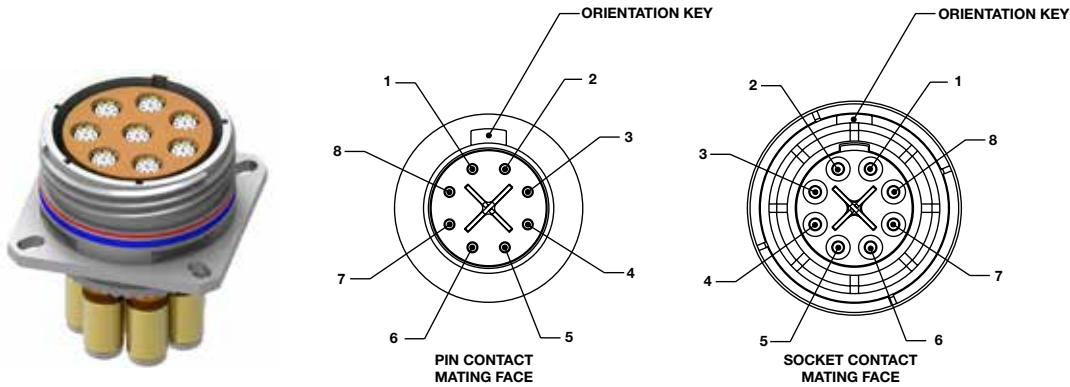 ORIENTATION KEY
1
2
3
4
5
6
7
8
PIN CONTACT
MATING FACE
ORIENTATION KEY
2
1
8
7
6
5
4
3
SOCKET CONTACT
MATING FACE